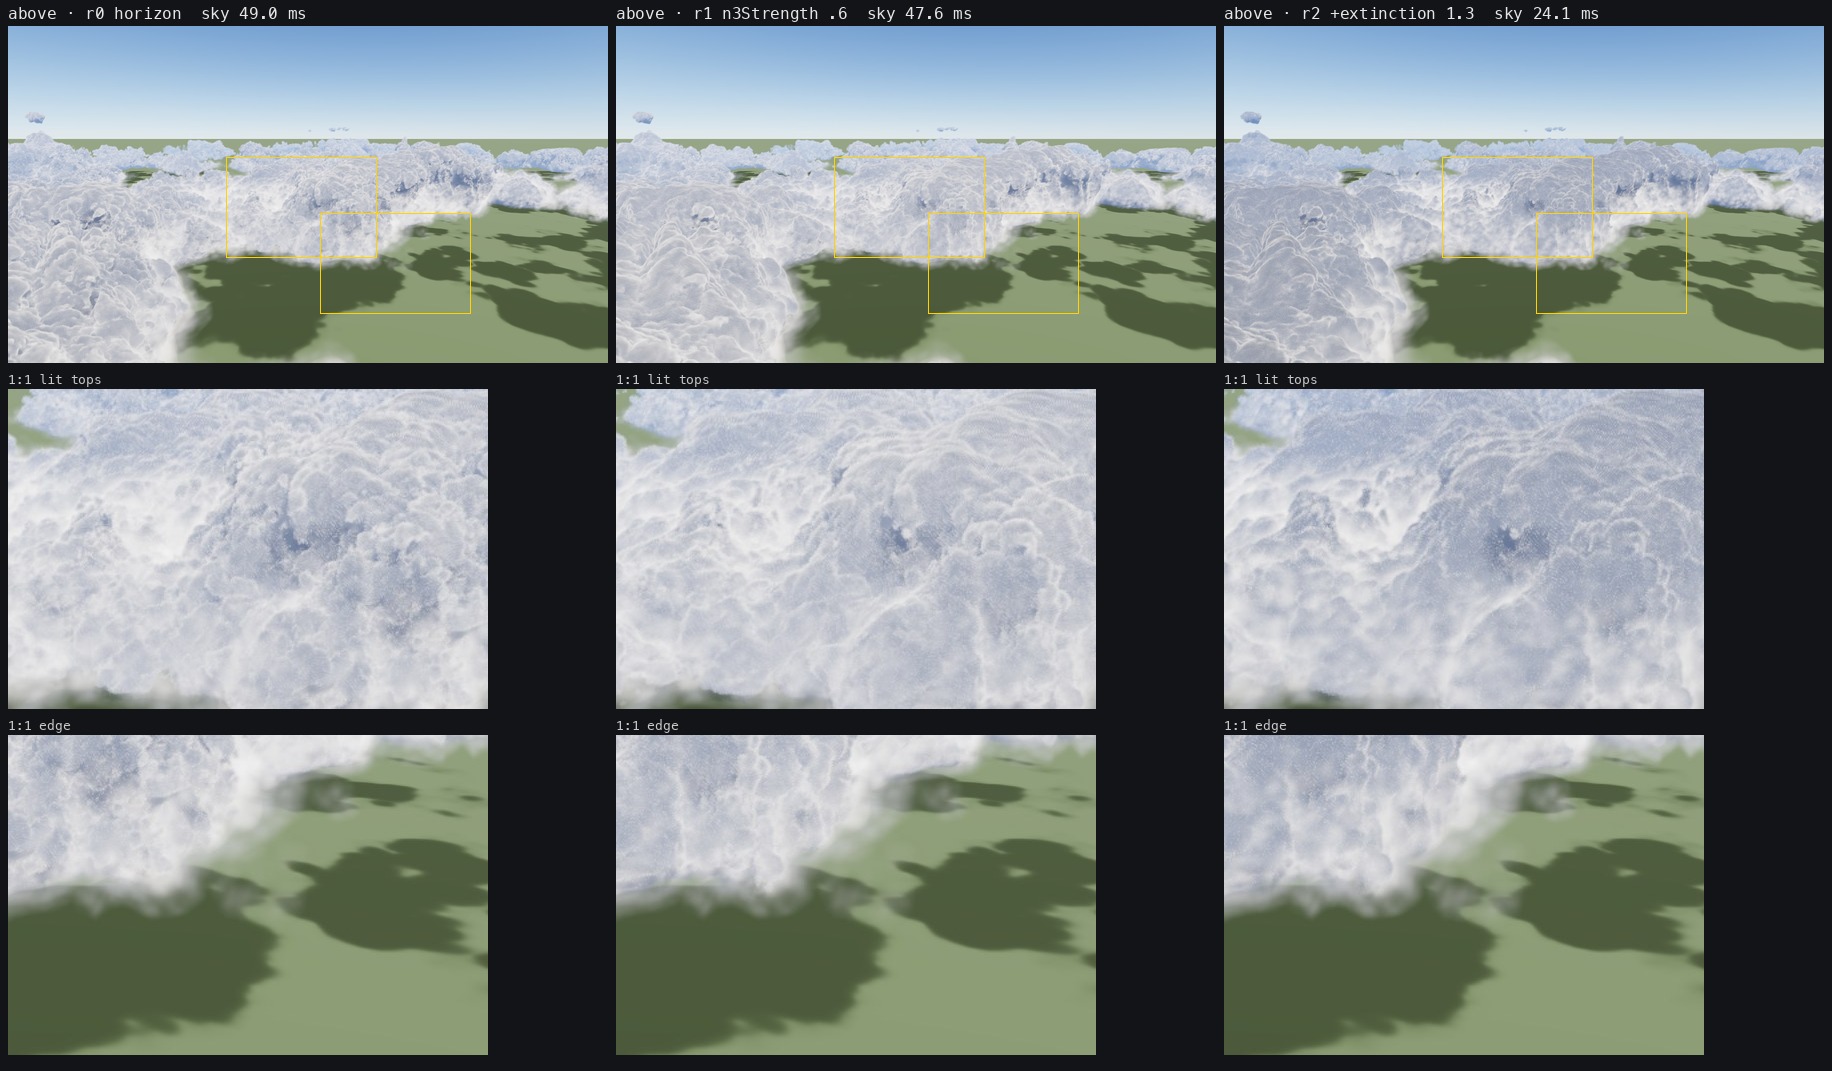 above · r0 horizon  sky 49.0 ms
above · r1 n3Strength .6  sky 47.6 ms
above · r2 +extinction 1.3  sky 24.1 ms
1:1 lit tops
1:1 lit tops
1:1 lit tops
1:1 edge
1:1 edge
1:1 edge